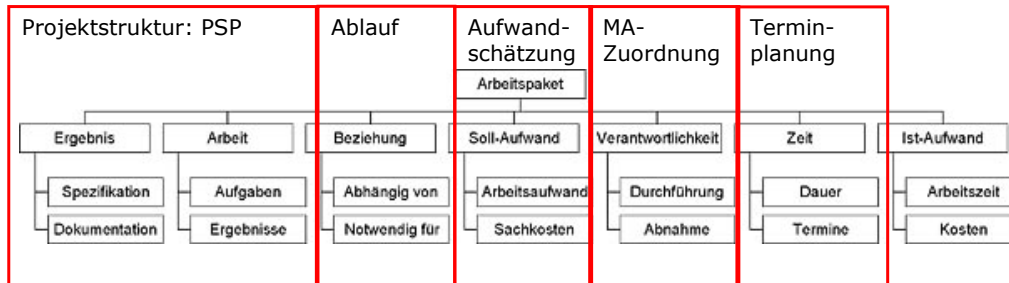 Projektstruktur: PSP
Ablauf
Aufwand-
schätzung
MA-
Zuordnung
Termin-
planung
Arbeitspaket
Ergebnis
Arbeit
Beziehung
Soll-Aufwand
Verantwortlichkeit
Zeit
Ist-Aufwand
Spezifikation
Aufgaben
Abhängig von
Arbeitsaufwand
Durchführung
Dauer
Arbeitszeit
Dokumentation
Ergebnisse
Notwendig für
Sachkosten
Abnahme
Termine
Kosten